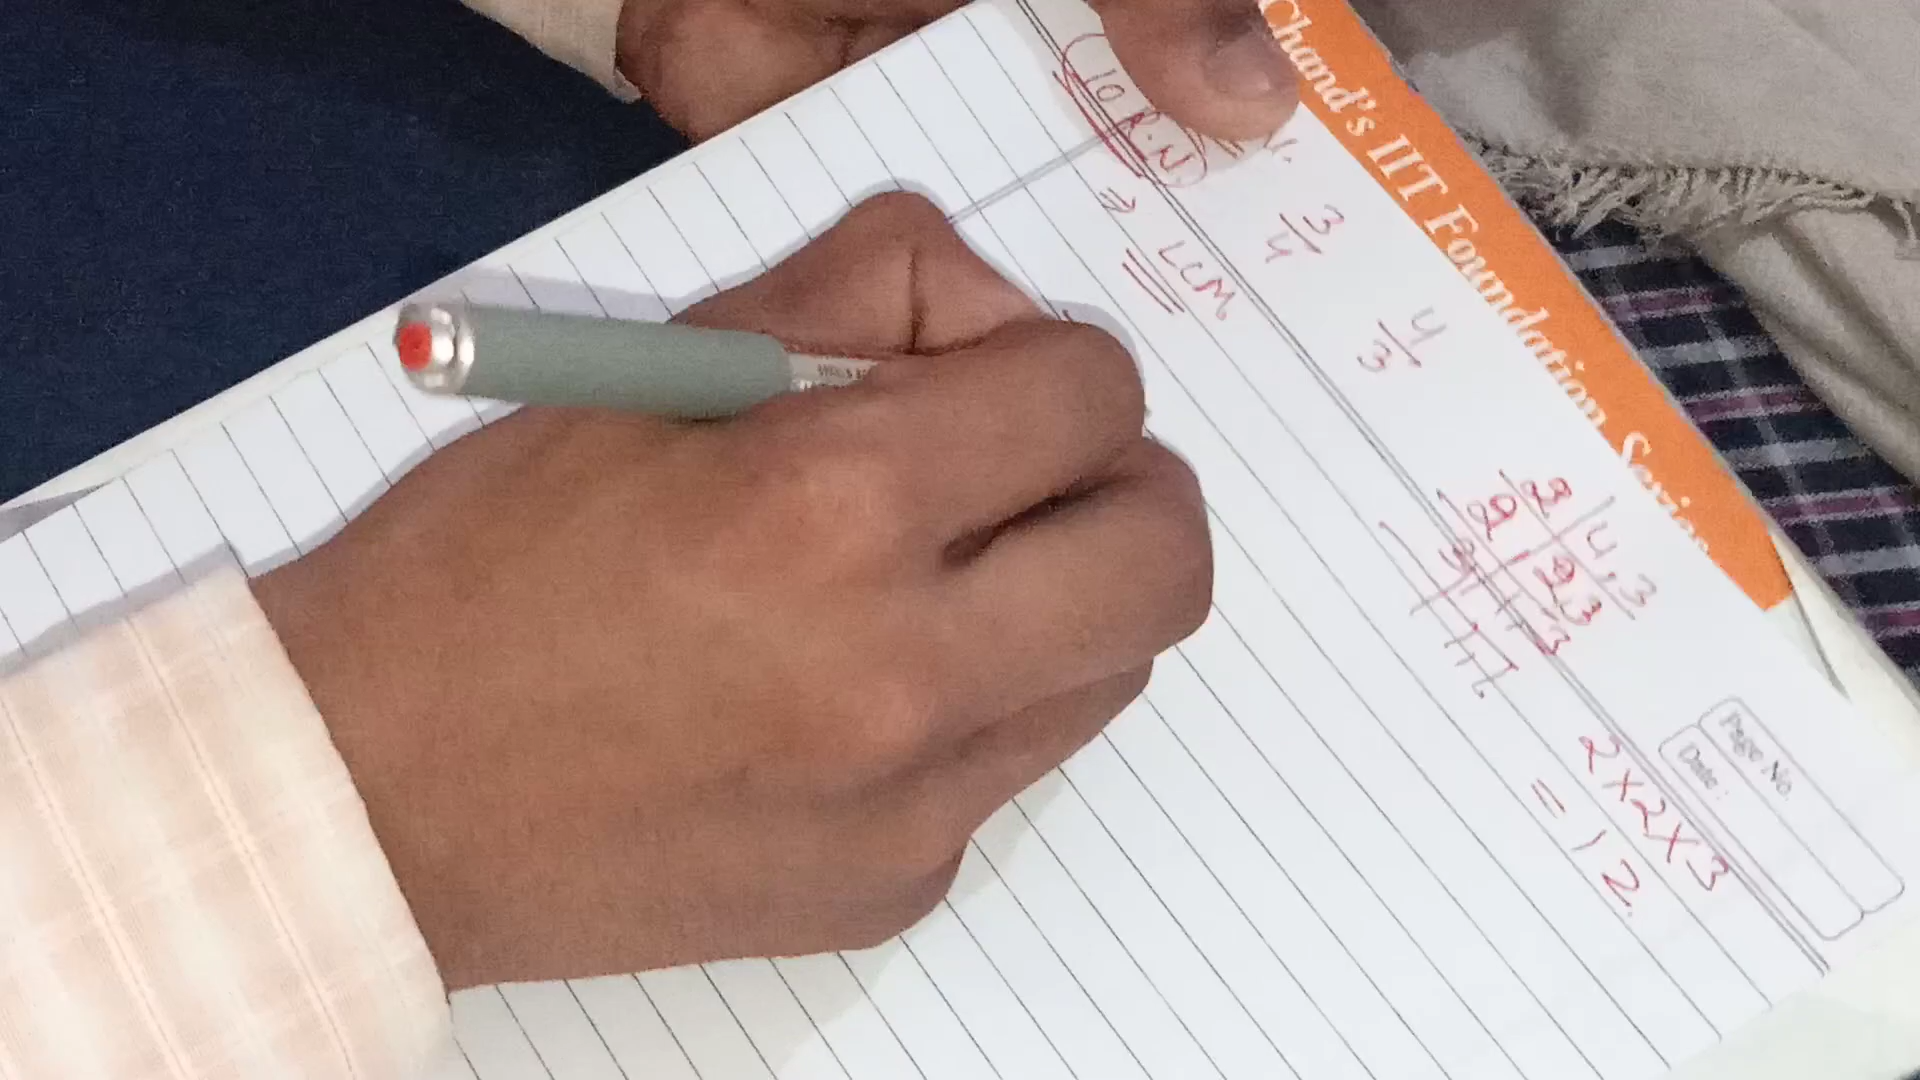 Chand's IIT Foundation Series
Page No.
Date:
10 R.N
3/4
4/3
⇒ LCM
2 | 4, 3
2 | 2, 3
3 | 1, 3
1, 1.
2 x 2 x 3
= 12.